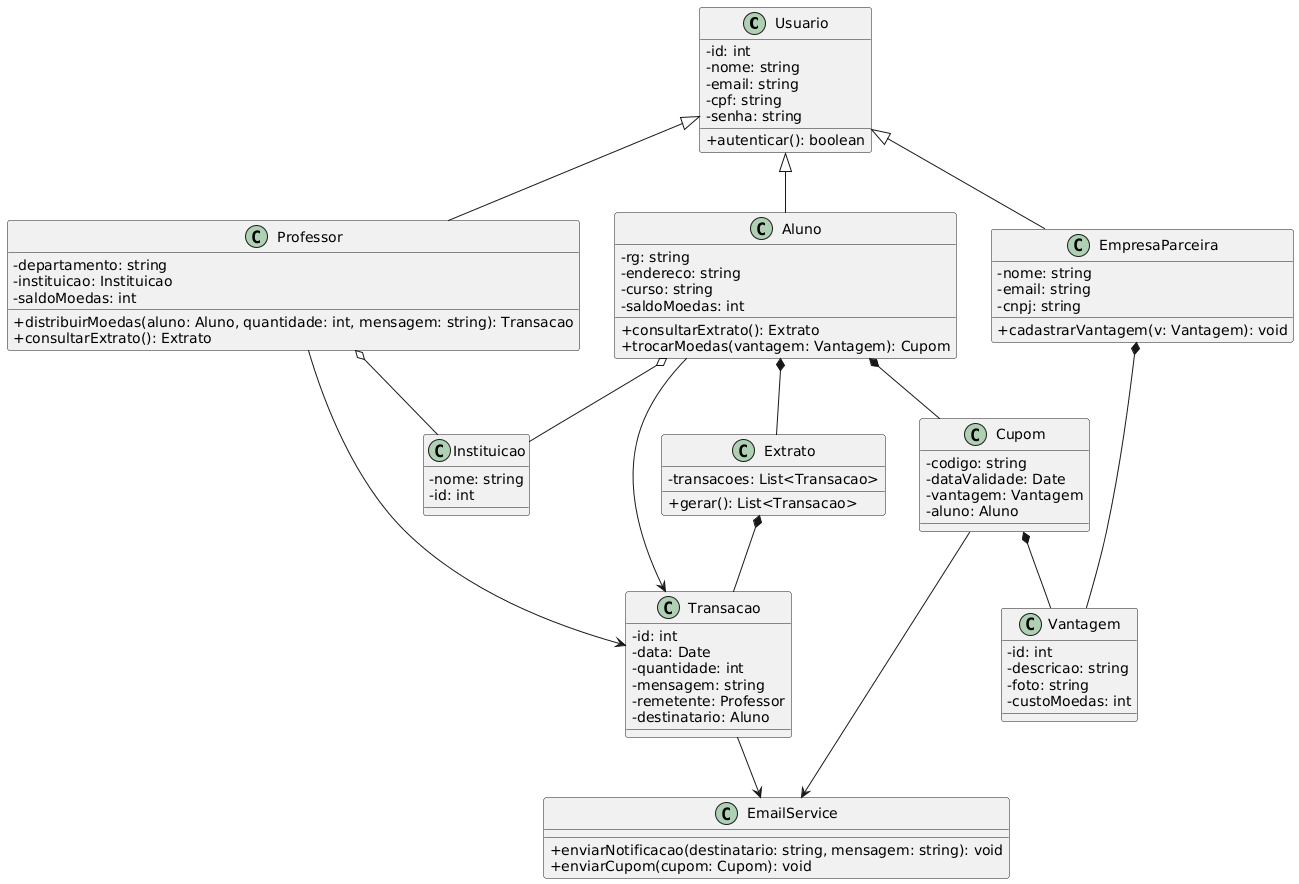 C Usuario
-id: int
-nome: string
-email: string
-cpf: string
-senha: string
+autenticar(): boolean
C Professor
-departamento: string
-instituicao: Instituicao
-saldoMoedas: int
+distribuirMoedas(aluno: Aluno, quantidade: int, mensagem: string): Transacao
+consultarExtrato(): Extrato
C Aluno
-rg: string
-endereco: string
-curso: string
-saldoMoedas: int
+consultarExtrato(): Extrato
+trocarMoedas(vantagem: Vantagem): Cupom
C EmpresaParceira
-nome: string
-email: string
-cnpj: string
+cadastrarVantagem(v: Vantagem): void
C Instituicao
-nome: string
-id: int
C Extrato
-transacoes: List<Transacao>
+gerar(): List<Transacao>
C Cupom
-codigo: string
-dataValidade: Date
-vantagem: Vantagem
-aluno: Aluno
C Transacao
-id: int
-data: Date
-quantidade: int
-mensagem: string
-remetente: Professor
-destinatario: Aluno
C Vantagem
-id: int
-descricao: string
-foto: string
-custoMoedas: int
C EmailService
+enviarNotificacao(destinatario: string, mensagem: string): void
+enviarCupom(cupom: Cupom): void